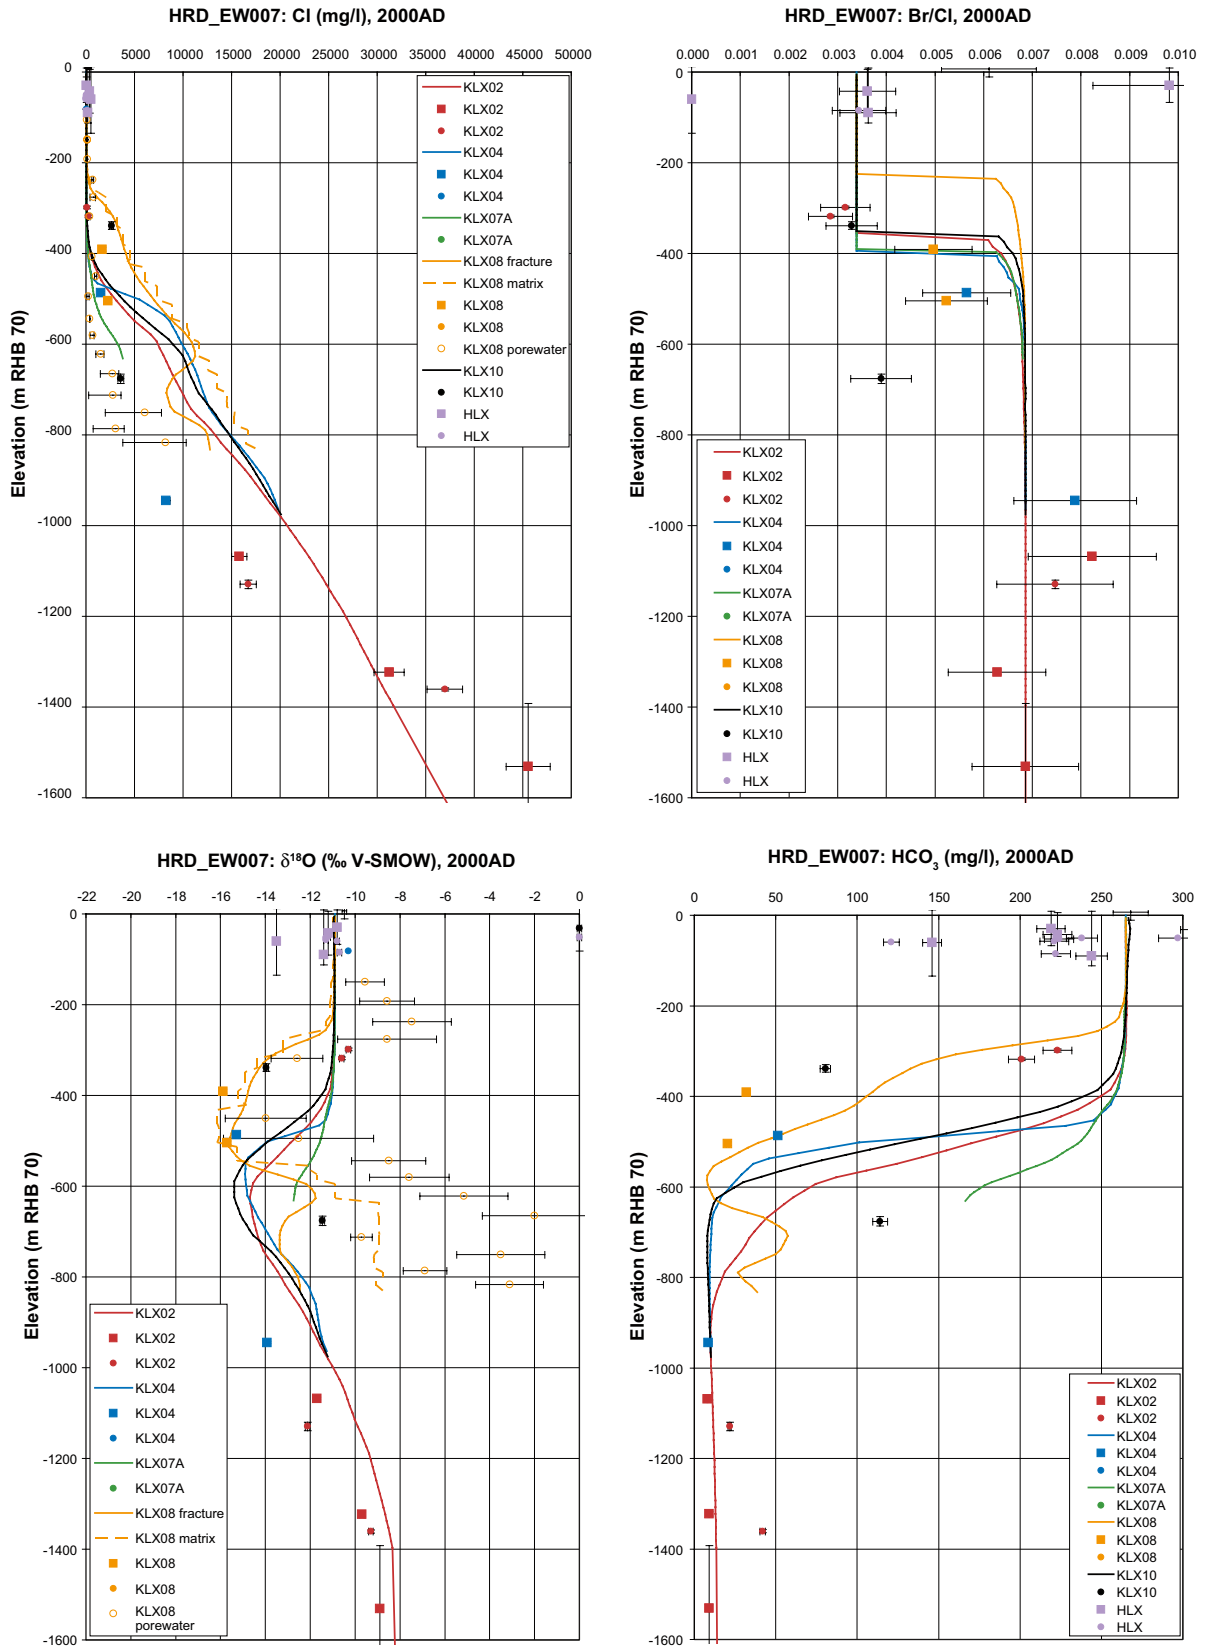 HRD_EW007: Cl (mg/l), 2000AD
0 5000 10000 15000 20000 25000 30000 35000 40000 45000 50000
0
-200
-400
-600
-800
-1000
-1200
-1400
-1600
Elevation (m RHB 70)
KLX02
KLX02
KLX02
KLX04
KLX04
KLX04
KLX07A
KLX07A
KLX08 fracture
KLX08 matrix
KLX08
KLX08
KLX08 porewater
KLX10
KLX10
HLX
HLX
HRD_EW007: Br/Cl, 2000AD
0.000 0.001 0.002 0.003 0.004 0.005 0.006 0.007 0.008 0.009 0.010
0
-200
-400
-600
-800
-1000
-1200
-1400
-1600
Elevation (m RHB 70)
KLX02
KLX02
KLX02
KLX04
KLX04
KLX04
KLX07A
KLX07A
KLX08
KLX08
KLX08
KLX10
KLX10
HLX
HLX
HRD_EW007: δ¹⁸O (‰ V-SMOW), 2000AD
-22 -20 -18 -16 -14 -12 -10 -8 -6 -4 -2 0
0
-200
-400
-600
-800
-1000
-1200
-1400
-1600
Elevation (m RHB 70)
KLX02
KLX02
KLX02
KLX04
KLX04
KLX04
KLX07A
KLX07A
KLX08 fracture
KLX08 matrix
KLX08
KLX08
KLX08
porewater
HRD_EW007: HCO₃ (mg/l), 2000AD
0 50 100 150 200 250 300
0
-200
-400
-600
-800
-1000
-1200
-1400
-1600
Elevation (m RHB 70)
KLX02
KLX02
KLX02
KLX04
KLX04
KLX04
KLX07A
KLX07A
KLX08
KLX08
KLX08
KLX10
KLX10
HLX
HLX